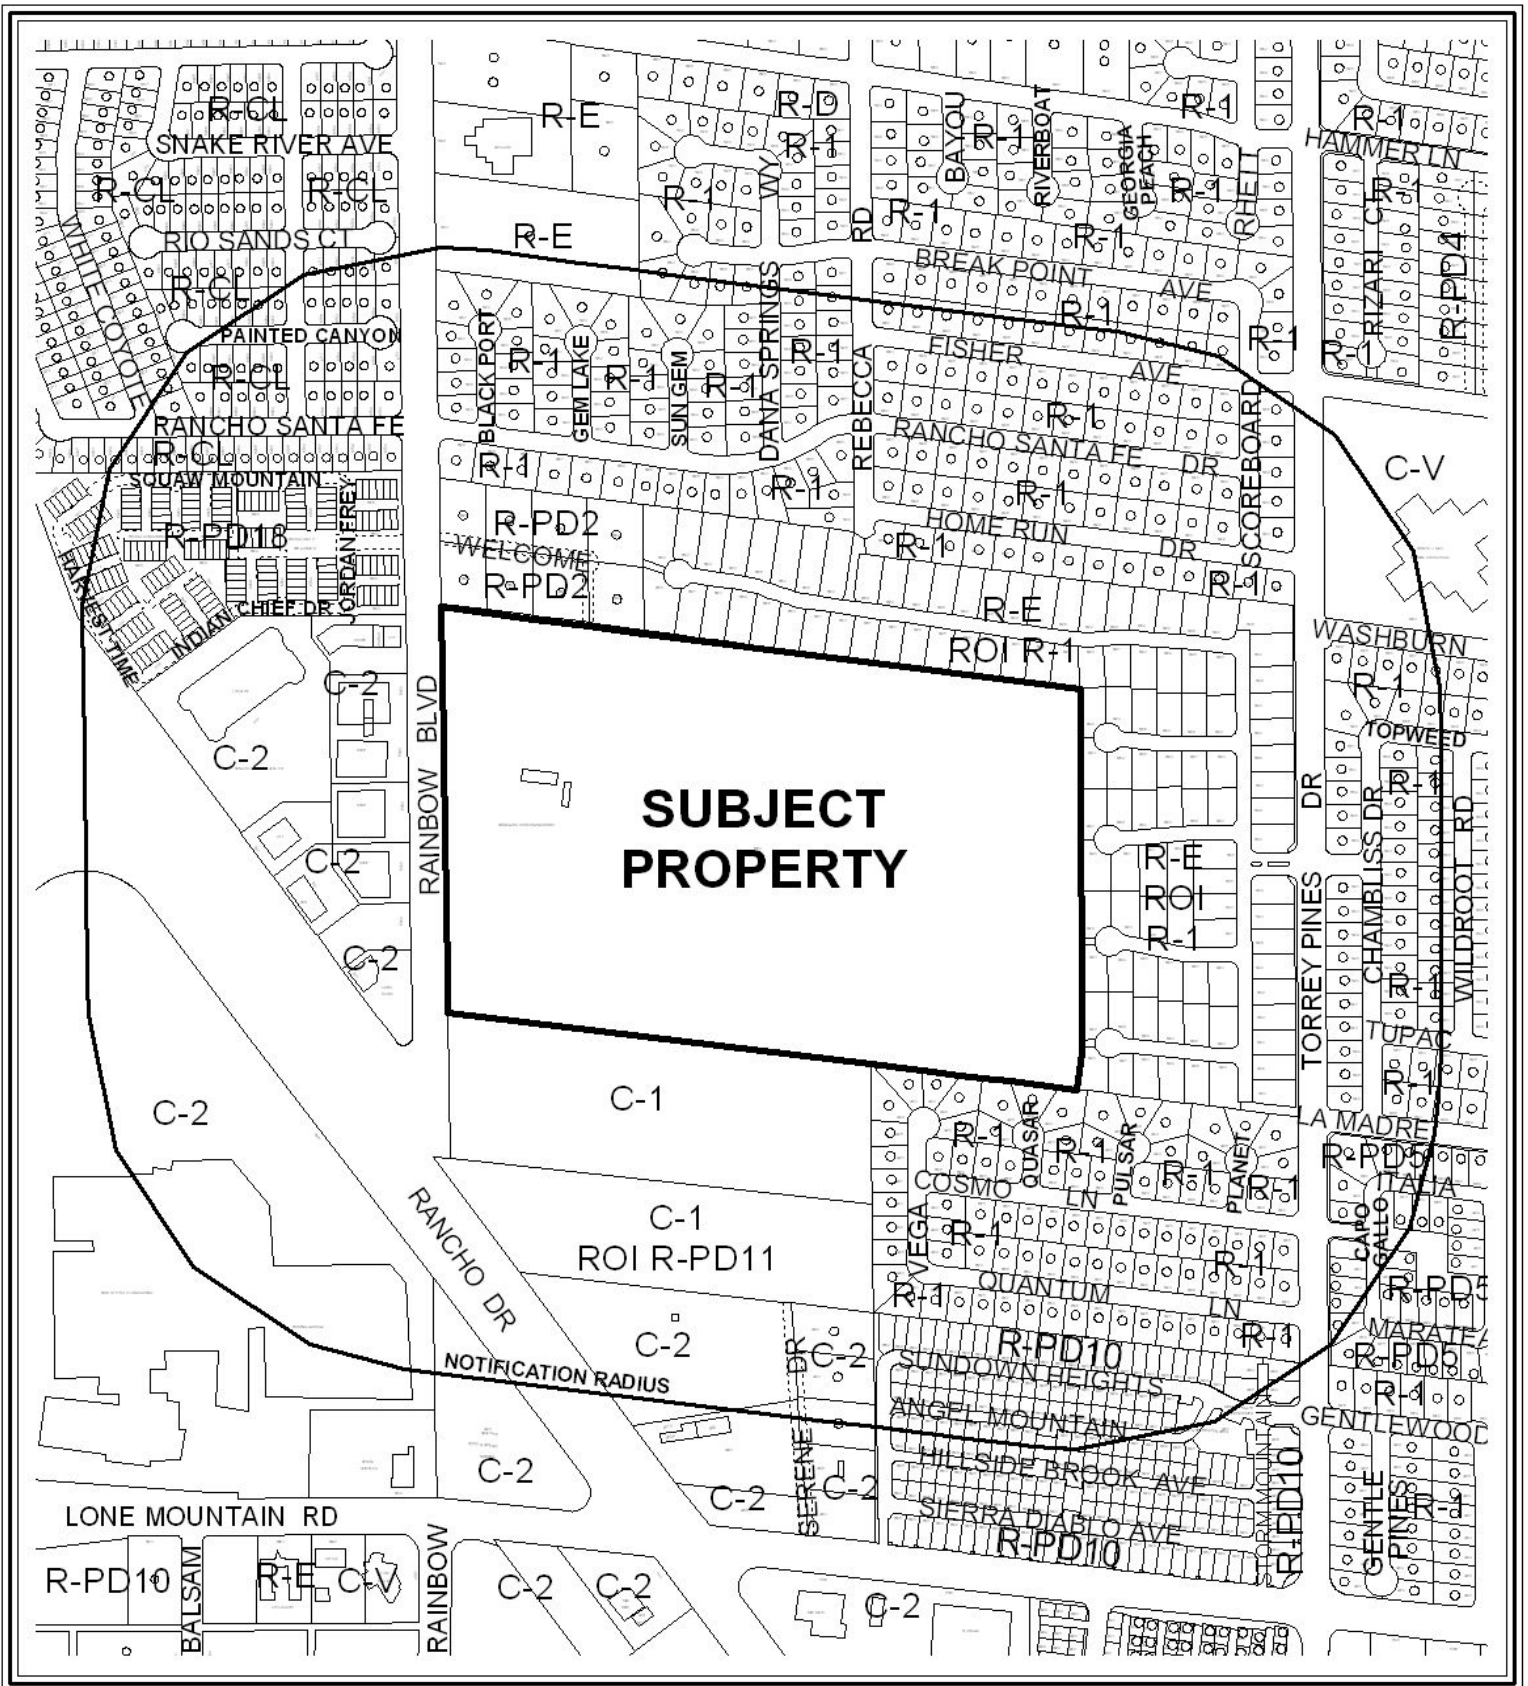 R-CL
SNAKE RIVER AVE
R-CL
R-CL
RIO SANDS CT
R-CL
WHITE COYOTE
PAINTED CANYON
R-CL
RANCHO SANTA FE
R-CL
SQUAW MOUNTAIN
R-PD18
JORDAN FREY
HARVEST TIME
INDIAN CHIEF DR
R-E
R-D
R-1
WY
R-1
R-E
RD
BAYOU
R-1
RIVERBOAT
GEORGIA
PEACH
R-1
R-1
RHETT
R-1
R-1
R-1
HAMMER LN
R-1
RIZARI CT
R-PD4
BREAK POINT AVE
R-1
R-1
R-1
BLACK PORT
R-1
GEM LAKE
R-1
SUN GEM
R-1
DANA SPRINGS
R-1
REBECCA
FISHER AVE
R-1
RANCHO SANTA FE DR
SCOREBOARD
R-1
R-1
R-1
HOME RUN DR
R-1
R-1
C-V
R-PD2
WELCOME
R-PD2
R-E
ROI R-1
WASHBURN
R-1
TOPWEED
C-2
C-2
C-2
C-2
RAINBOW BLVD
SUBJECT
PROPERTY
R-E
ROI
R-1
TORREY PINES DR
CHAMBLISS DR
R-1
R-1
WILDROOT RD
TUPAC
R-1
LA MADRE
C-2
C-1
C-1
ROI R-PD11
RANCHO DR
R-1
QUASAR
R-1
PULSAR
R-1
PLANET
R-1
COSMO LN
VEGA
R-1
R-1
QUANTUM LN
R-1
R-1
R-PD5
ITALIA
CAPO
GALLO
R-PD5
MARATEA
R-PD5
R-1
GENTLEWOOD
C-2
SERENE DR
C-2
R-PD10
SUNDOWN HEIGHTS
ANGEL MOUNTAIN
HILLSIDE BROOK AVE
SIERRA DIABLO AVE
R-PD10
STORM MOUNTAIN
R-PD10
GENTLE
PINES
R-1
NOTIFICATION RADIUS
C-2
C-2
C-2
LONE MOUNTAIN RD
R-PD10
BALSAM
R-E
C-V
RAINBOW
C-2
C-2
C-2